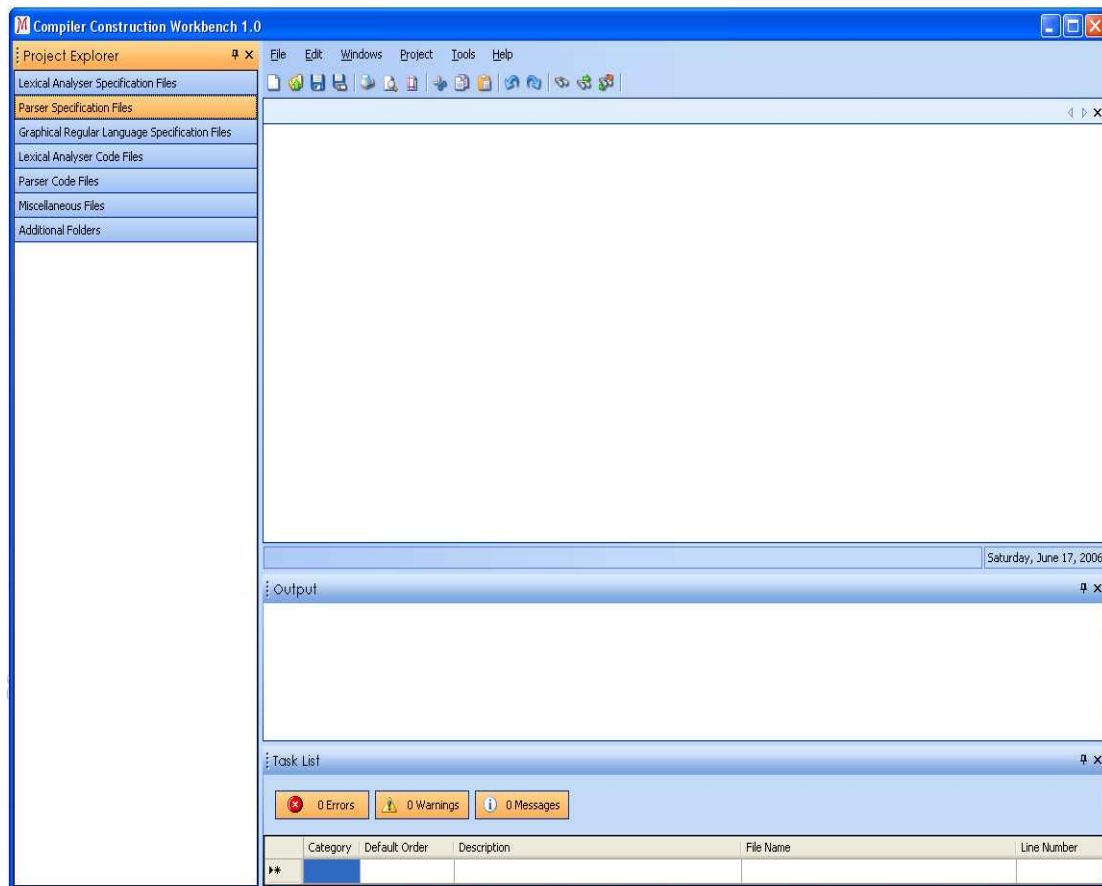 Compiler Construction Workbench 1.0
Project Explorer
Lexical Analyser Specification Files
Parser Specification Files
Graphical Regular Language Specification Files
Lexical Analyser Code Files
Parser Code Files
Miscellaneous Files
Additional Folders
File Edit Windows Project Tools Help
Saturday, June 17, 2006
Output
Task List
0 Errors 0 Warnings 0 Messages
Category Default Order Description File Name Line Number